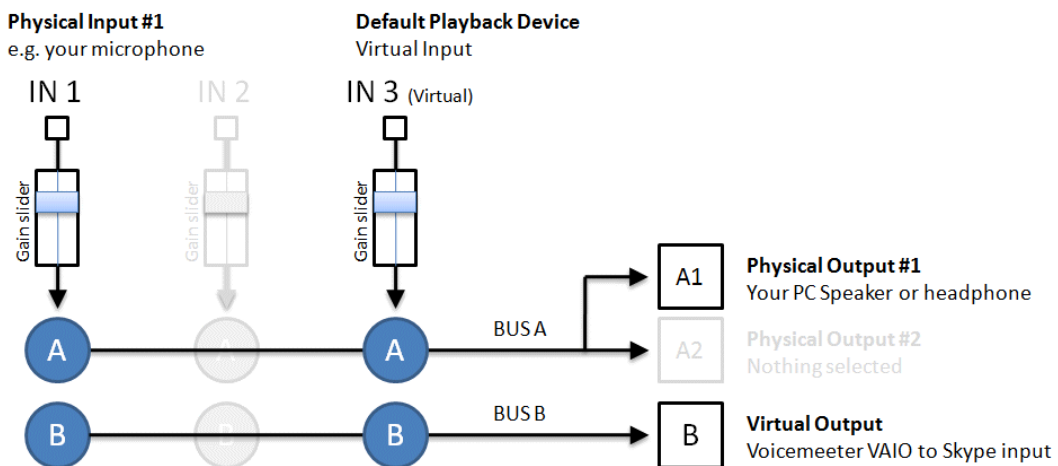 Physical Input #1
e.g. your microphone
Default Playback Device
Virtual Input
IN 1
IN 2
IN 3 (Virtual)
Gain slider
Gain slider
Gain slider
A1
Physical Output #1
Your PC Speaker or headphone
A
A
A
BUS A
A2
Physical Output #2
Nothing selected
B
B
B
BUS B
B
Virtual Output
Voicemeeter VAIO to Skype input